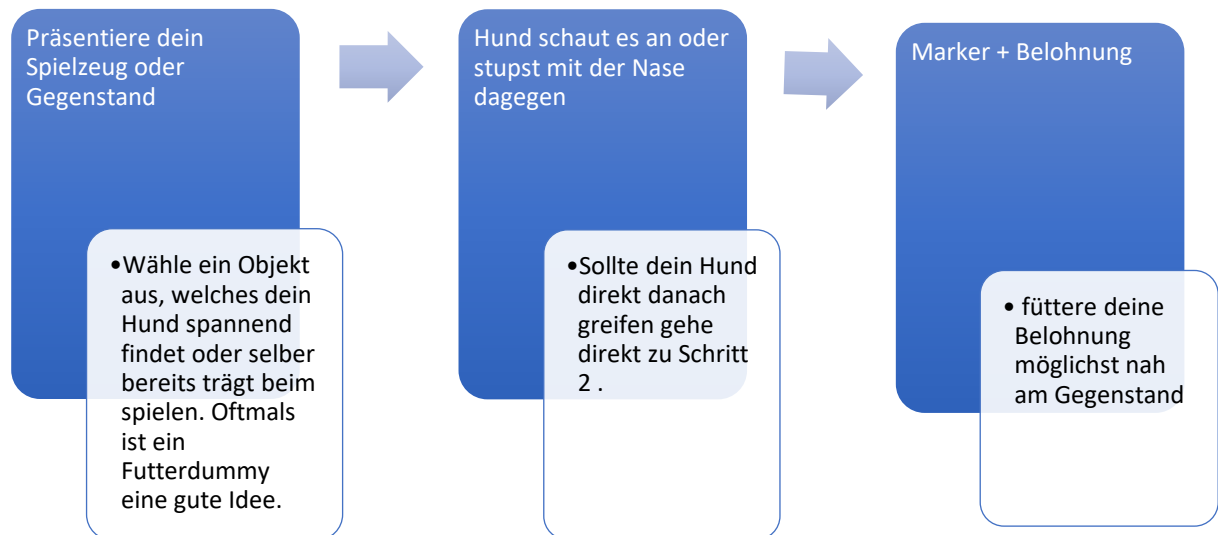 Präsentiere dein
Spielzeug oder
Gegenstand
•Wähle ein Objekt
aus, welches dein
Hund spannend
findet oder selber
bereits trägt beim
spielen. Oftmals
ist ein
Futterdummy
eine gute Idee.
Hund schaut es an oder
stupst mit der Nase
dagegen
•Sollte dein Hund
direkt danach
greifen gehe
direkt zu Schritt
2 .
Marker + Belohnung
• füttere deine
Belohnung
möglichst nah
am Gegenstand